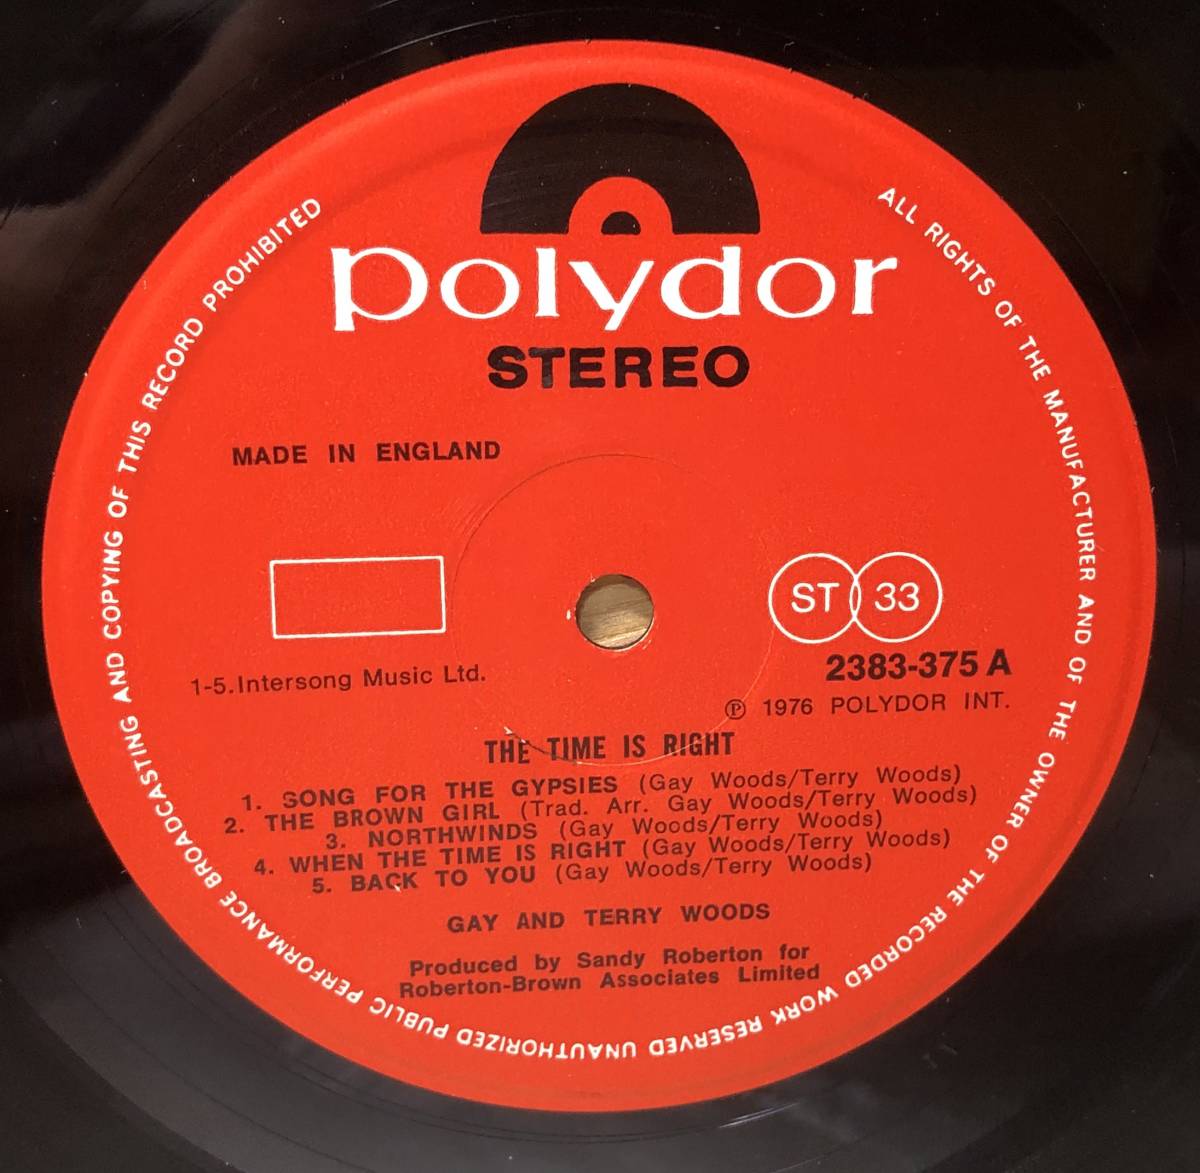 polydor
STEREO
MADE IN ENGLAND
ST 33
2383-375 A
1-5.Intersong Music Ltd.
℗ 1976 POLYDOR INT.
THE TIME IS RIGHT
1. SONG FOR THE GYPSIES (Gay Woods/Terry Woods)
2. THE BROWN GIRL (Trad. Arr. Gay Woods/Terry Woods)
3. NORTHWINDS (Gay Woods/Terry Woods)
4. WHEN THE TIME IS RIGHT (Gay Woods/Terry Woods)
5. BACK TO YOU (Gay Woods/Terry Woods)
GAY AND TERRY WOODS
Produced by Sandy Roberton for
Roberton-Brown Associates Limited
ALL RIGHTS OF THE MANUFACTURER AND OF THE OWNER OF THE RECORDED WORK RESERVED UNAUTHORIZED PUBLIC PERFORMANCE BROADCASTING AND COPYING OF THIS RECORD PROHIBITED